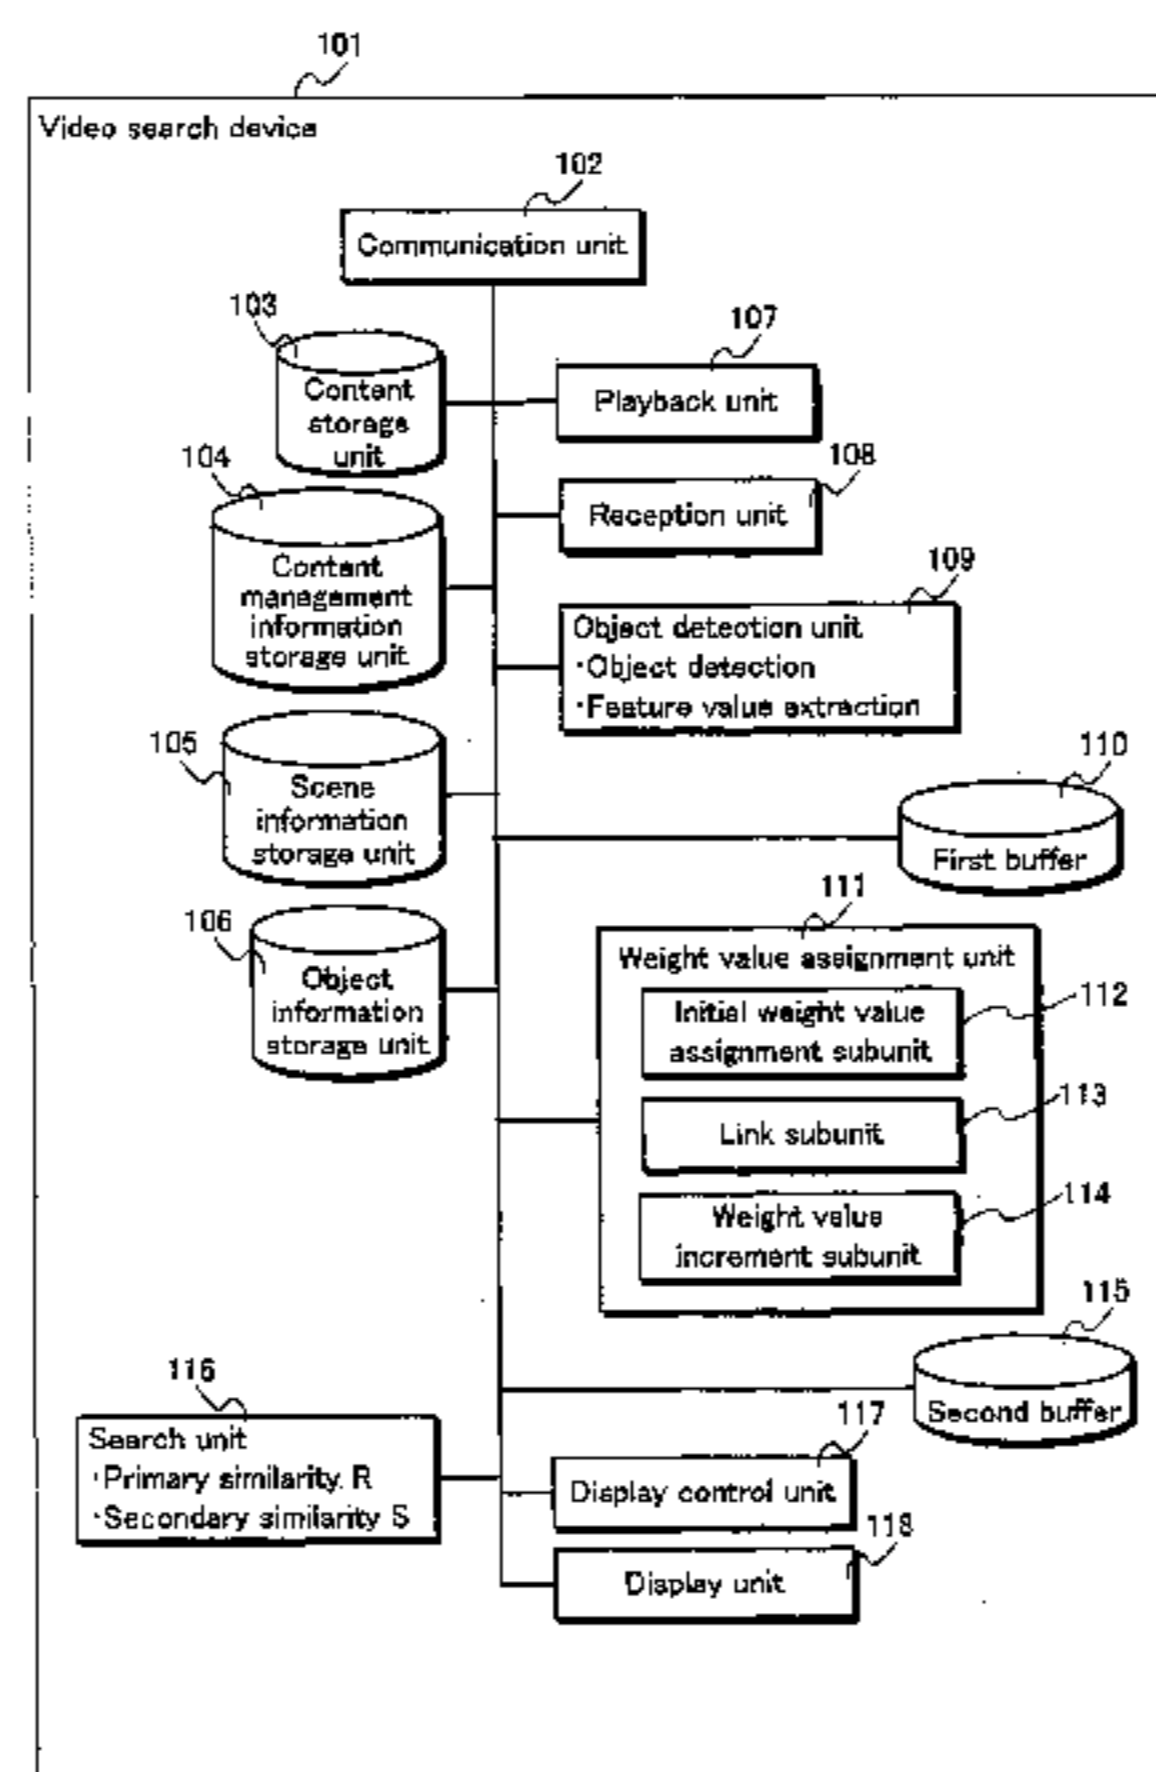 101
Video search device
102
Communication unit
103
Content
storage
unit
107
Playback unit
104
Content
management
information
storage unit
108
Reception unit
109
Object detection unit
·Object detection
·Feature value extraction
105
Scene
information
storage unit
110
First buffer
106
Object
information
storage unit
111
Weight value assignment unit
112
Initial weight value
assignment subunit
113
Link subunit
114
Weight value
increment subunit
115
Second buffer
116
Search unit
·Primary similarity R
·Secondary similarity S
117
Display control unit
118
Display unit